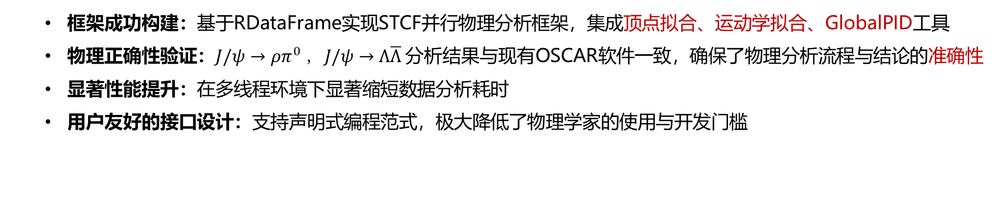 • 框架成功构建：基于RDataFrame实现STCF并行物理分析框架，集成顶点拟合、运动学拟合、GlobalPID工具
• 物理正确性验证：J/ψ → ρπ⁰ ，J/ψ → ΛΛ̅ 分析结果与现有OSCAR软件一致，确保了物理分析流程与结论的准确性
• 显著性能提升：在多线程环境下显著缩短数据分析耗时
• 用户友好的接口设计：支持声明式编程范式，极大降低了物理学家的使用与开发门槛